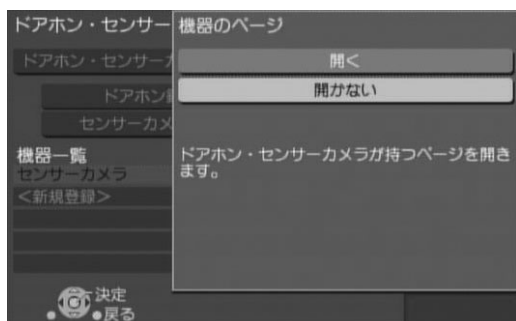 ドアホン・センサー
ドアホン・センサー
ドアホン
センサーカメ
機器一覧
センサーカメラ
<新規登録>
決定
戻る
機器のページ
開く
開かない
ドアホン・センサーカメラが持つページを開き
ます。